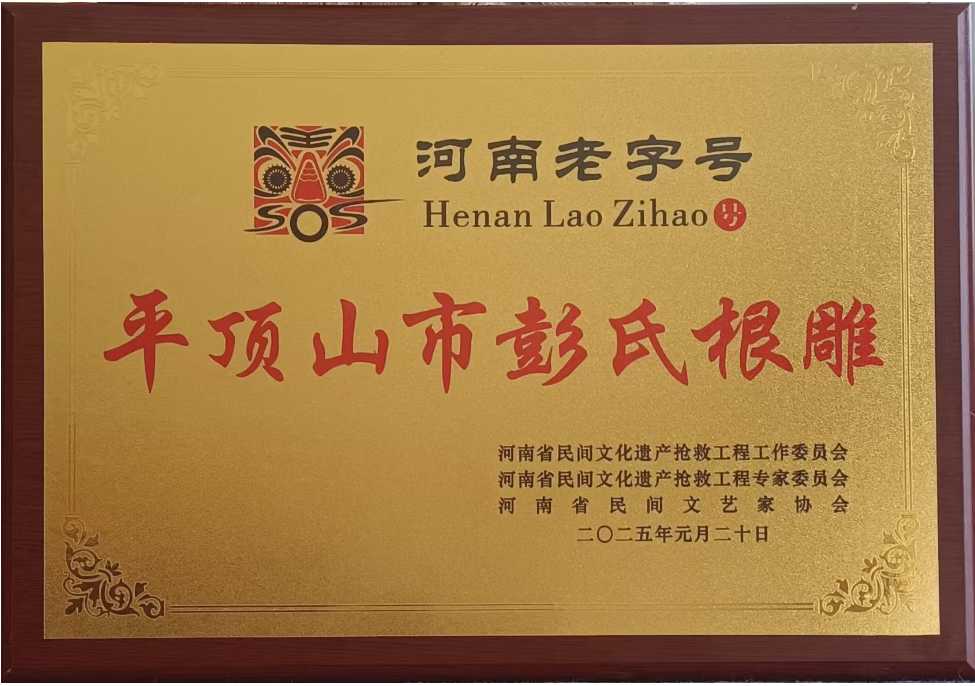 河南老字号
Henan Lao Zihao
SOS
平顶山市彭氏根雕
河南省民间文化遗产抢救工程工作委员会
河南省民间文化遗产抢救工程专家委员会
河南省民间文艺家协会
二〇二五年元月二十日